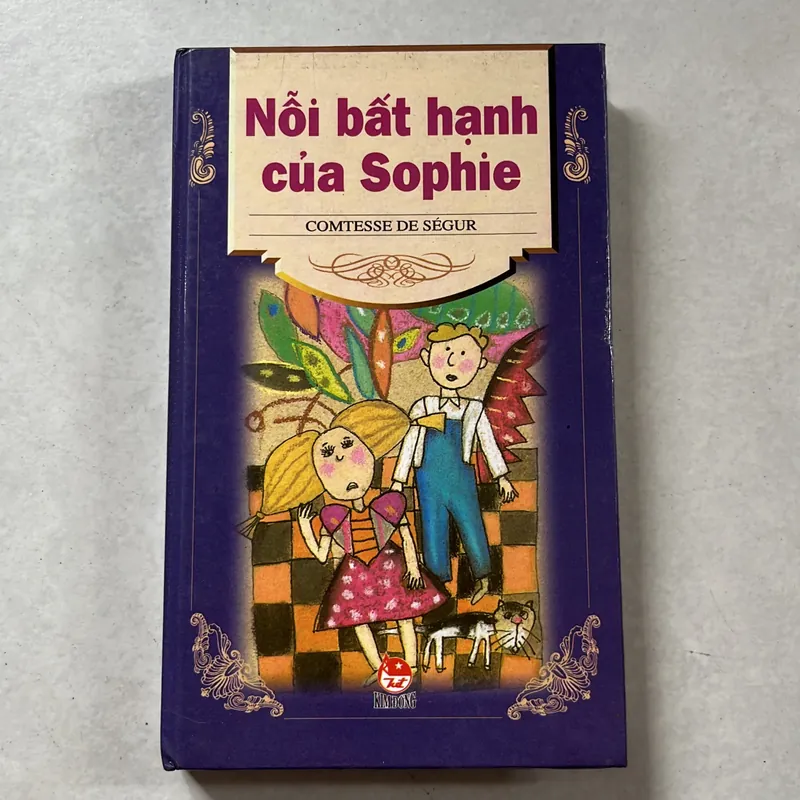 Nỗi bất hạnh
của Sophie
COMTESSE DE SÉGUR
KIM ĐỒNG